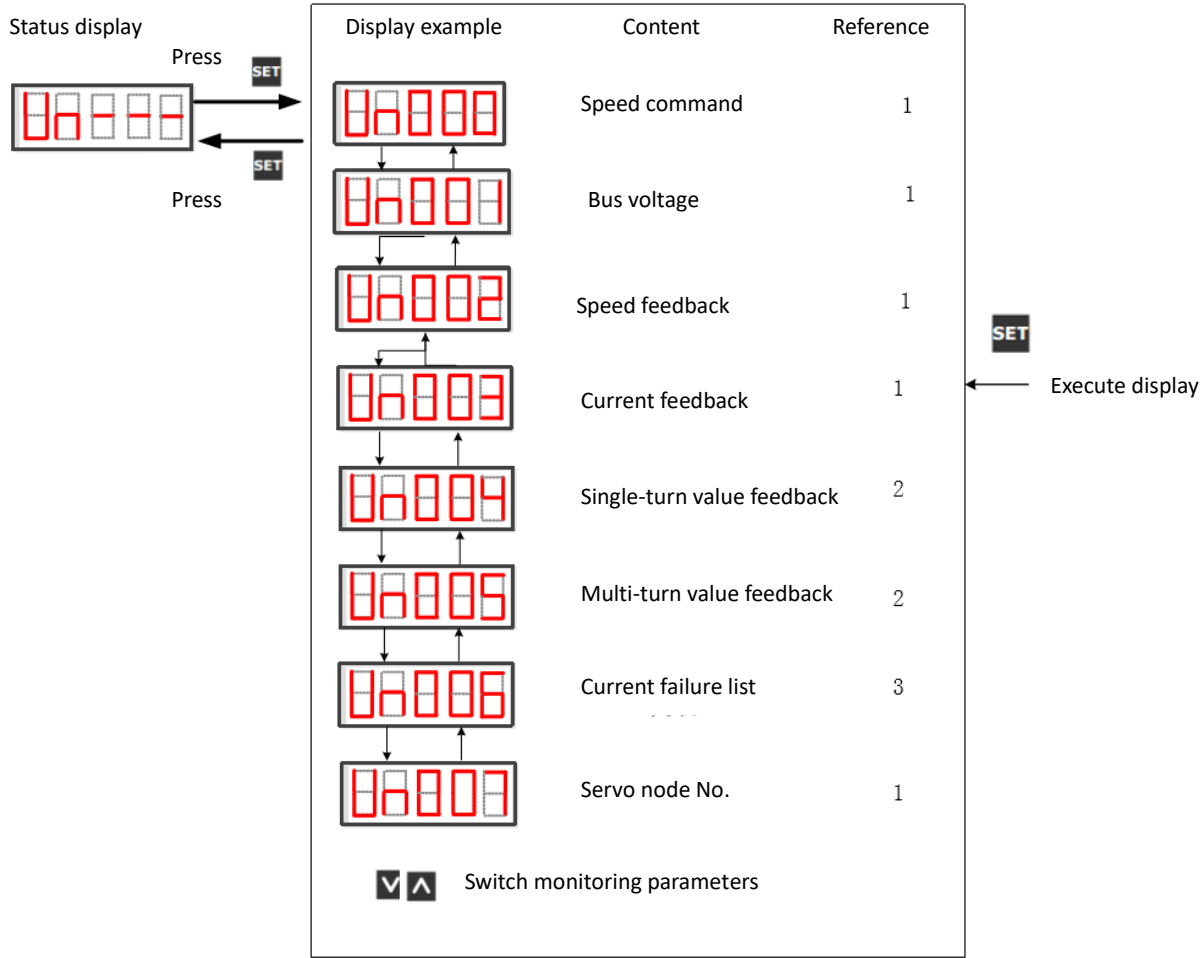 Status display
Display example Content Reference
Press
SET
Un---
SET
Press
Un000 Speed command 1
Un001 Bus voltage 1
Un002 Speed feedback 1
Un003 Current feedback 1
SET
Execute display
Un004 Single-turn value feedback 2
Un005 Multi-turn value feedback 2
Un006 Current failure list 3
Un007 Servo node No. 1
Switch monitoring parameters